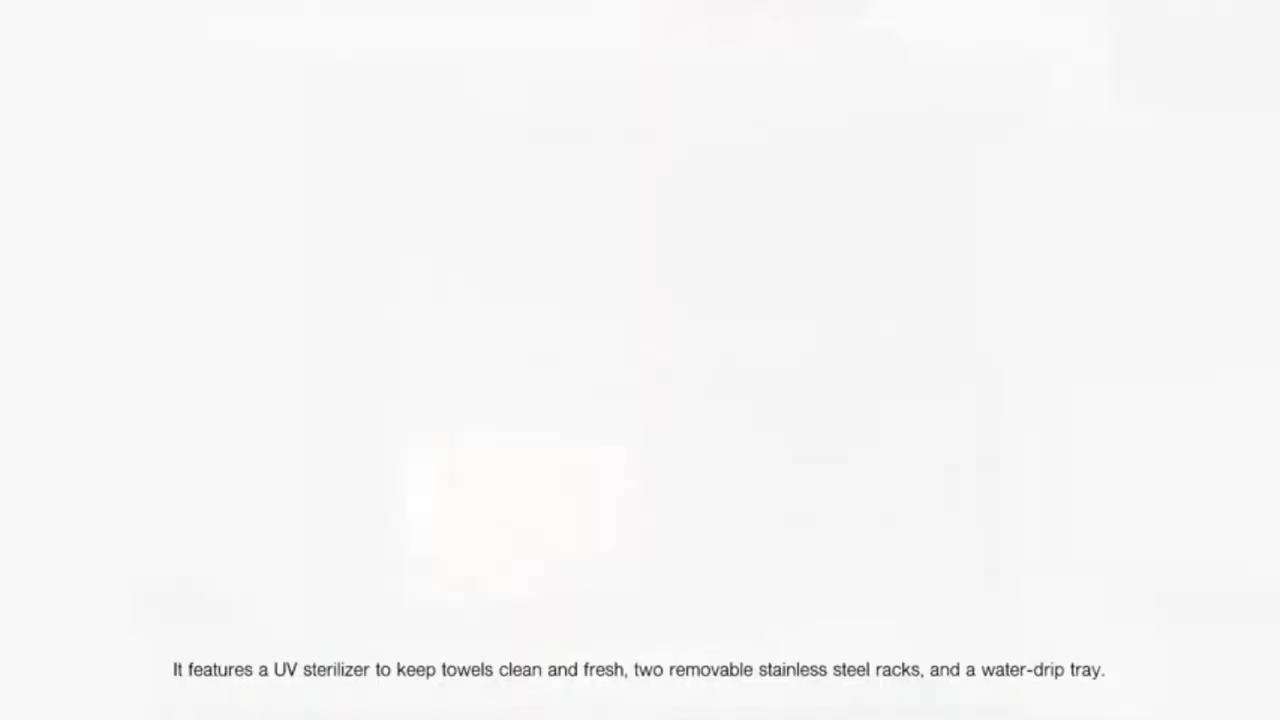 It features a UV sterilizer to keep towels clean and fresh, two removable stainless steel racks, and a water-drip tray.